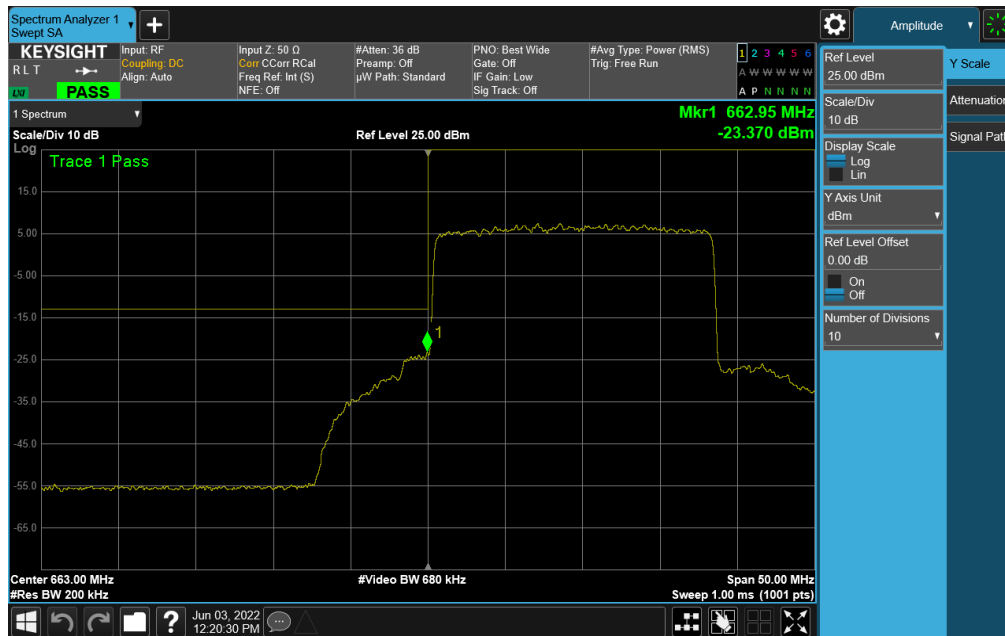 Spectrum Analyzer 1
Swept SA
KEYSIGHT
R L T
LXI
PASS
Input: RF
Coupling: DC
Align: Auto
Input Z: 50 Ω
Corr CCorr RCal
Freq Ref: Int (S)
NFE: Off
#Atten: 36 dB
Preamp: Off
µW Path: Standard
PNO: Best Wide
Gate: Off
IF Gain: Low
Sig Track: Off
#Avg Type: Power (RMS)
Trig: Free Run
1 2 3 4 5 6
A W W W W W
A P N N N N
1 Spectrum
Mkr1 662.95 MHz
Scale/Div 10 dB
Ref Level 25.00 dBm
-23.370 dBm
Log
Trace 1 Pass
15.0
5.00
-5.00
-15.0
1
-25.0
-35.0
-45.0
-55.0
-65.0
Center 663.00 MHz
#Video BW 680 kHz
Span 50.00 MHz
#Res BW 200 kHz
Sweep 1.00 ms (1001 pts)
?
Jun 03, 2022
12:20:30 PM
Amplitude
Ref Level
25.00 dBm
Scale/Div
10 dB
Display Scale
Log
Lin
Y Axis Unit
dBm
Ref Level Offset
0.00 dB
On
Off
Number of Divisions
10
Y Scale
Attenuation
Signal Path